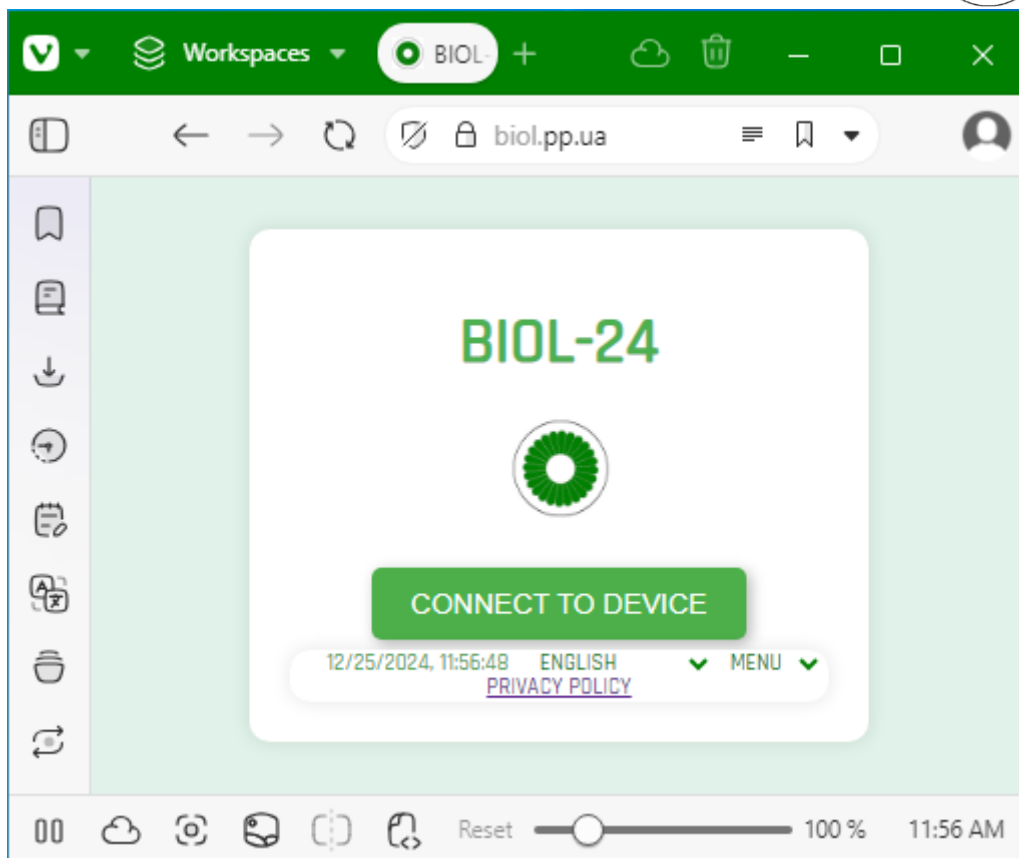 Workspaces BIOL-
biol.pp.ua
BIOL-24
CONNECT TO DEVICE
12/25/2024, 11:56:48 ENGLISH MENU
PRIVACY POLICY
Reset 100 % 11:56 AM